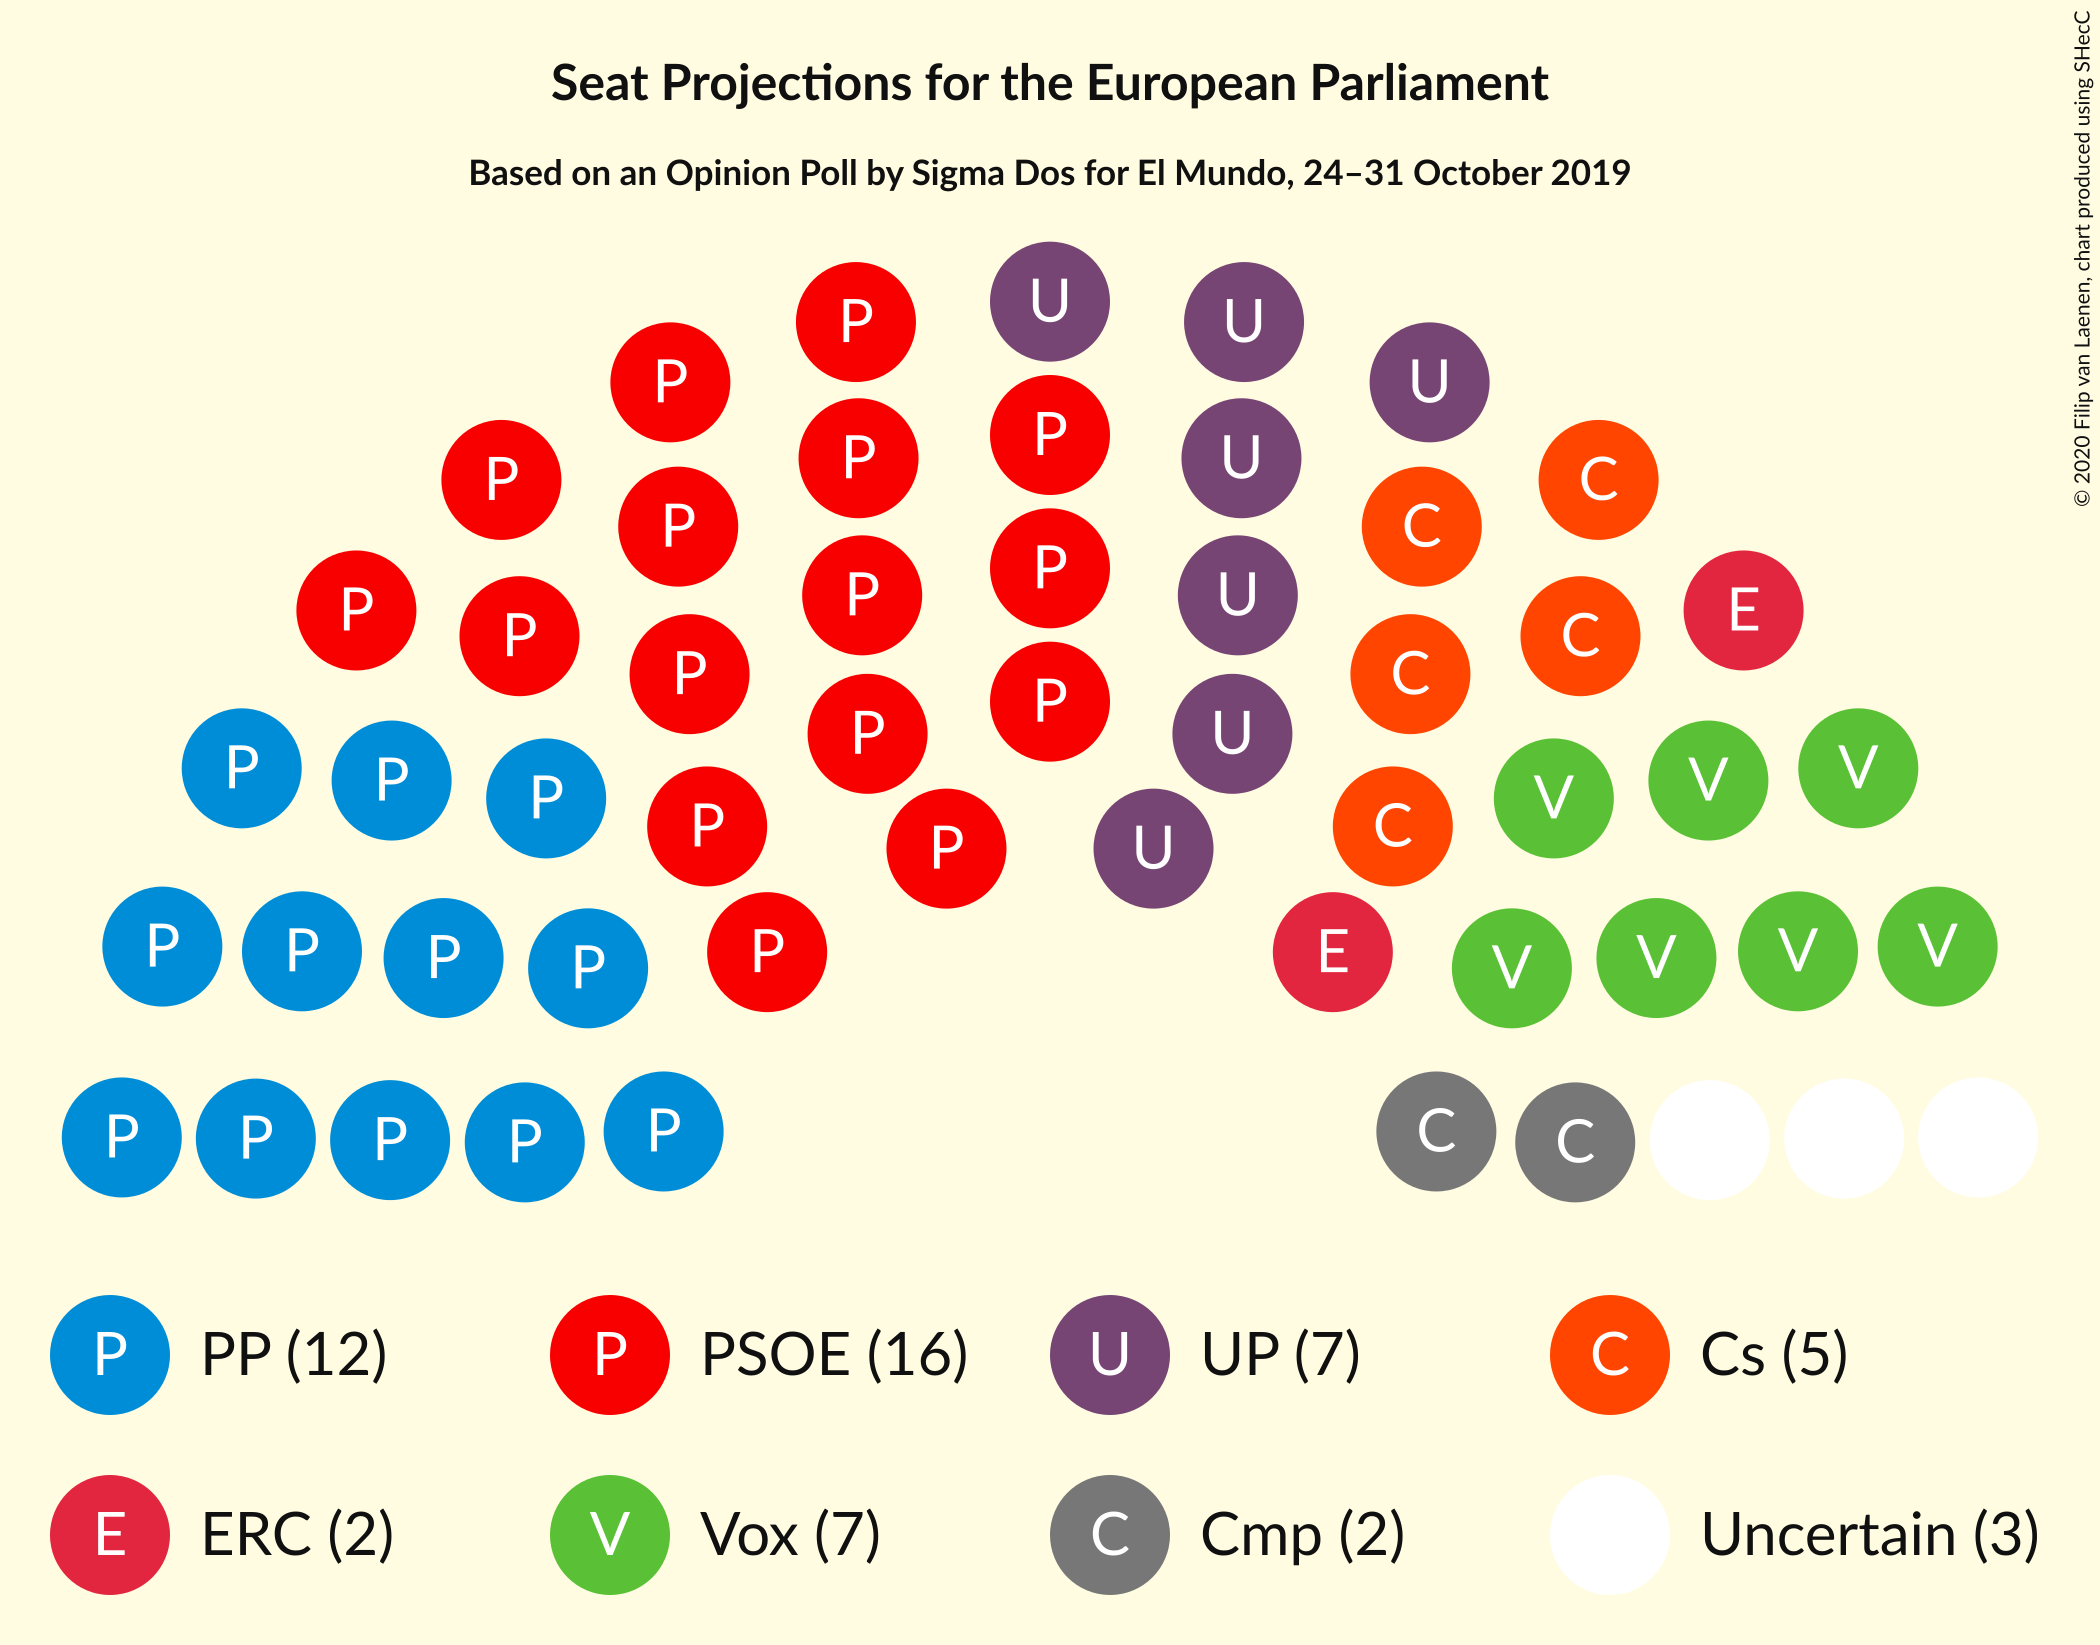 Seat Projections for the European Parliament
Based on an Opinion Poll by Sigma Dos for El Mundo, 24–31 October 2019
© 2020 Filip van Laenen, chart produced using SHecC
U
P U
P U
P
P U
P C
P C
P
P U
P E
P C
P
P C
P
P U
P V
P V
P V
P C
P U
P V
P E V
P V
P V
P
P C
P C
P
P
P
P PP (12) P PSOE (16) U UP (7) C Cs (5)
E ERC (2) V Vox (7) C Cmp (2) Uncertain (3)